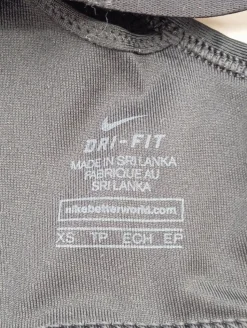 DRI-FIT
MADE IN SRI LANKA
FABRIQUE AU
SRI LANKA
nikebetterworld.com
XS TP ECH EP